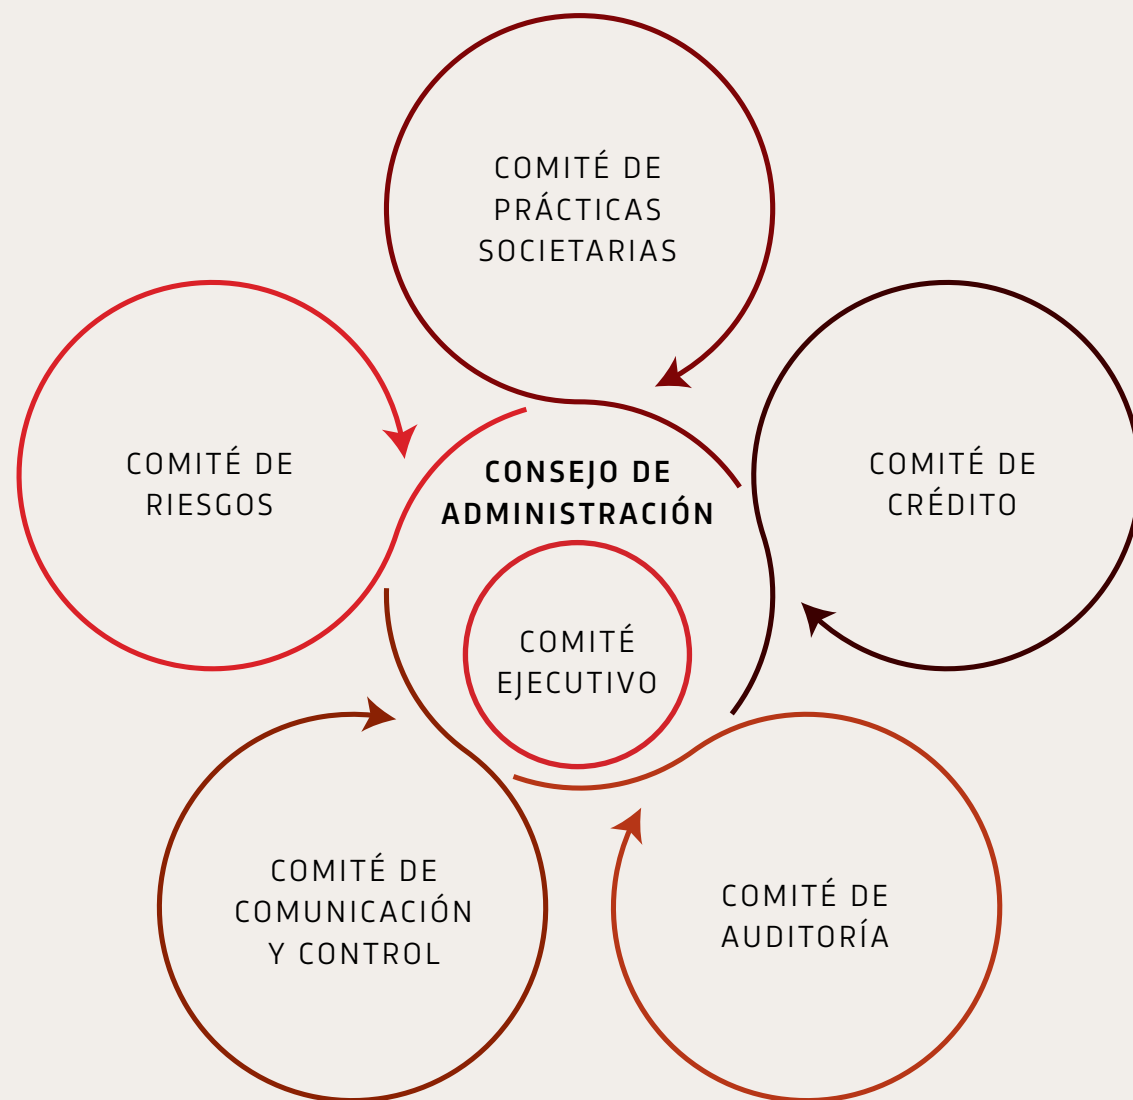 COMITÉ DE
PRÁCTICAS
SOCIETARIAS
COMITÉ DE
RIESGOS
CONSEJO DE
ADMINISTRACIÓN
COMITÉ DE
CRÉDITO
COMITÉ
EJECUTIVO
COMITÉ DE
COMUNICACIÓN
Y CONTROL
COMITÉ DE
AUDITORÍA